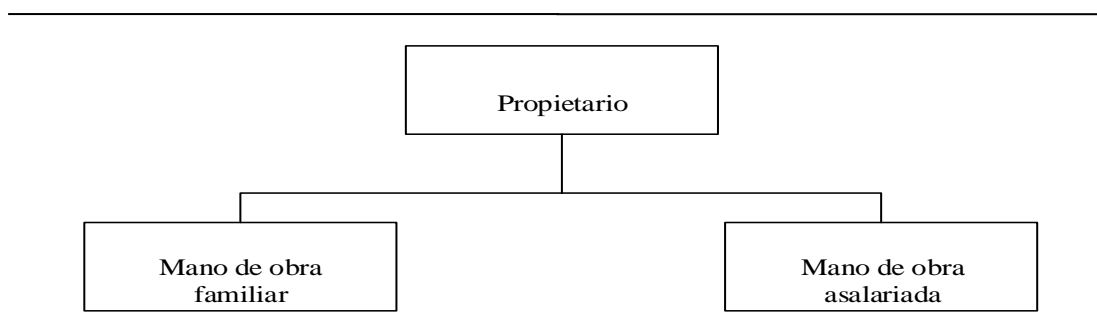 Propietario
Mano de obra
familiar
Mano de obra
asalariada